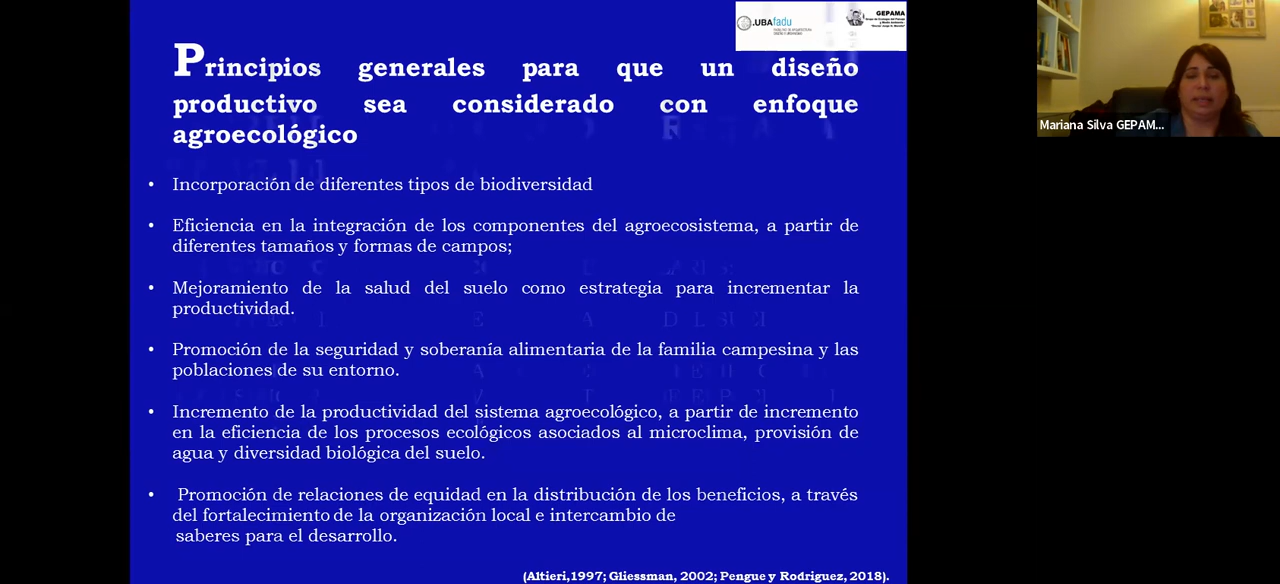 .UBAfadu
GEPAMA
Principios generales para que un diseño
productivo sea considerado con enfoque
agroecológico
• Incorporación de diferentes tipos de biodiversidad
• Eficiencia en la integración de los componentes del agroecosistema, a partir de
diferentes tamaños y formas de campos;
• Mejoramiento de la salud del suelo como estrategia para incrementar la
productividad.
• Promoción de la seguridad y soberanía alimentaria de la familia campesina y las
poblaciones de su entorno.
• Incremento de la productividad del sistema agroecológico, a partir de incremento
en la eficiencia de los procesos ecológicos asociados al microclima, provisión de
agua y diversidad biológica del suelo.
• Promoción de relaciones de equidad en la distribución de los beneficios, a través
del fortalecimiento de la organización local e intercambio de
saberes para el desarrollo.
(Altieri,1997; Gliessman, 2002; Pengue y Rodriguez, 2018).
Mariana Silva GEPAM...